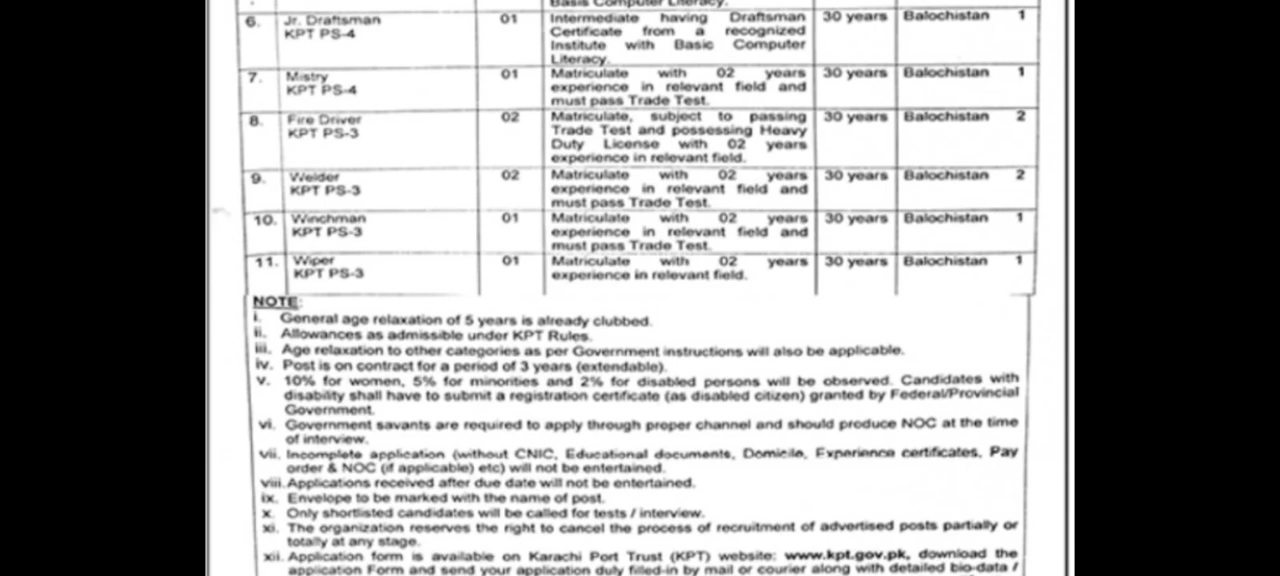 Basic Computer Literacy.
6. Jr. Draftsman 01 Intermediate having Draftsman 30 years Balochistan 1
KPT PS-4 Certificate from a recognized
Institute with Basic Computer
Literacy.
7. Mistry 01 Matriculate with 02 years 30 years Balochistan 1
KPT PS-4 experience in relevant field and
must pass Trade Test.
8. Fire Driver 02 Matriculate, subject to passing 30 years Balochistan 2
KPT PS-3 Trade Test and possessing Heavy
Duty License with 02 years
experience in relevant field.
9. Welder 02 Matriculate with 02 years 30 years Balochistan 2
KPT PS-3 experience in relevant field and
must pass Trade Test.
10. Winchman 01 Matriculate with 02 years 30 years Balochistan 1
KPT PS-3 experience in relevant field and
must pass Trade Test.
11. Wiper 01 Matriculate with 02 years 30 years Balochistan 1
KPT PS-3 experience in relevant field.
NOTE:
i. General age relaxation of 5 years is already clubbed.
ii. Allowances as admissible under KPT Rules.
iii. Age relaxation to other categories as per Government instructions will also be applicable.
iv. Post is on contract for a period of 3 years (extendable).
v. 10% for women, 5% for minorities and 2% for disabled persons will be observed. Candidates with
disability shall have to submit a registration certificate (as disabled citizen) granted by Federal/Provincial
Government.
vi. Government savants are required to apply through proper channel and should produce NOC at the time
of interview.
vii. Incomplete application (without CNIC, Educational documents, Domicile, Experience certificates, Pay
order & NOC (if applicable) etc) will not be entertained.
viii. Applications received after due date will not be entertained.
ix. Envelope to be marked with the name of post.
x. Only shortlisted candidates will be called for tests / interview.
xi. The organization reserves the right to cancel the process of recruitment of advertised posts partially or
totally at any stage.
xii. Application form is available on Karachi Port Trust (KPT) website: www.kpt.gov.pk, download the
application Form and send your application duly filled-in by mail or courier along with detailed bio-data /